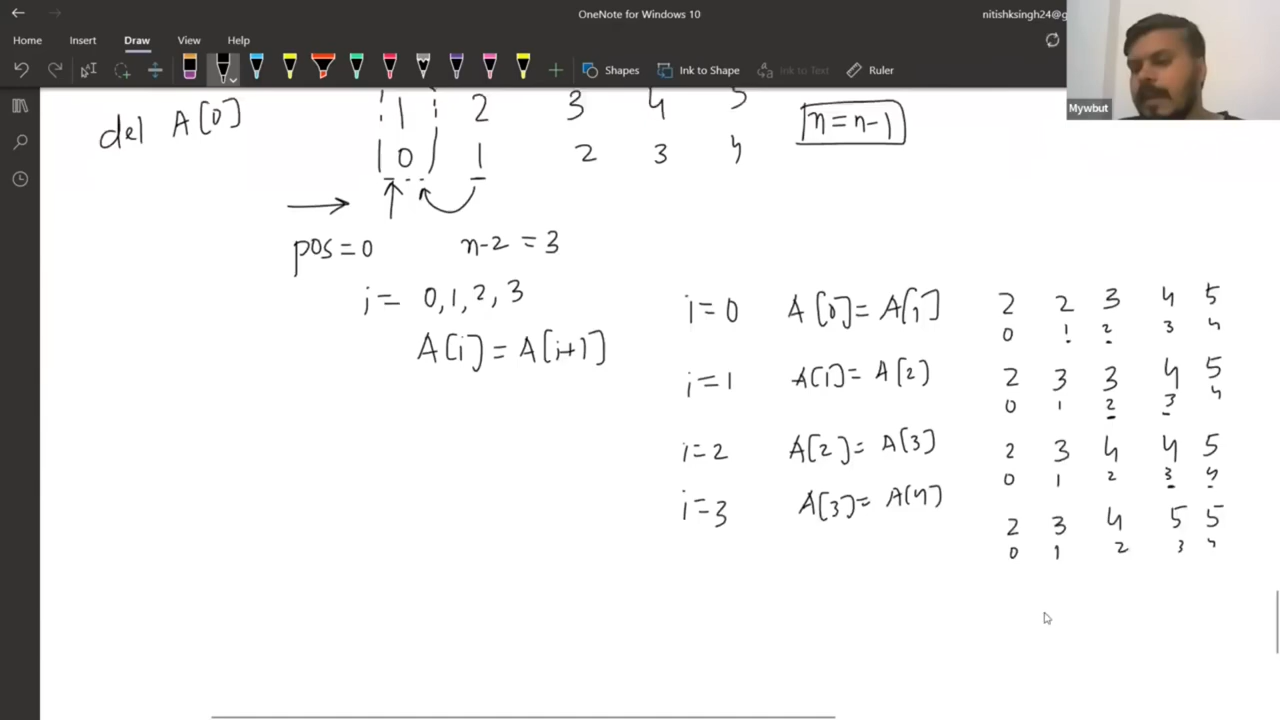 OneNote for Windows 10
nitishksingh24@g
Home Insert Draw View Help
Shapes Ink to Shape Ink to Text Ruler
Mywbut
del A[0] 1 2 3 4 5 n=n-1
0 1 2 3 4
pos=0 n-2 =3
i= 0,1,2,3
A[i]=A[i+1]
i=0 A[0]=A[1] 2 2 3 4 5
0 1 2 3 4
i=1 A[1]=A[2] 2 3 3 4 5
0 1 2 3 4
i=2 A[2]=A[3] 2 3 4 4 5
0 1 2 3 4
i=3 A[3]=A[4] 2 3 4 5 5
0 1 2 3 4